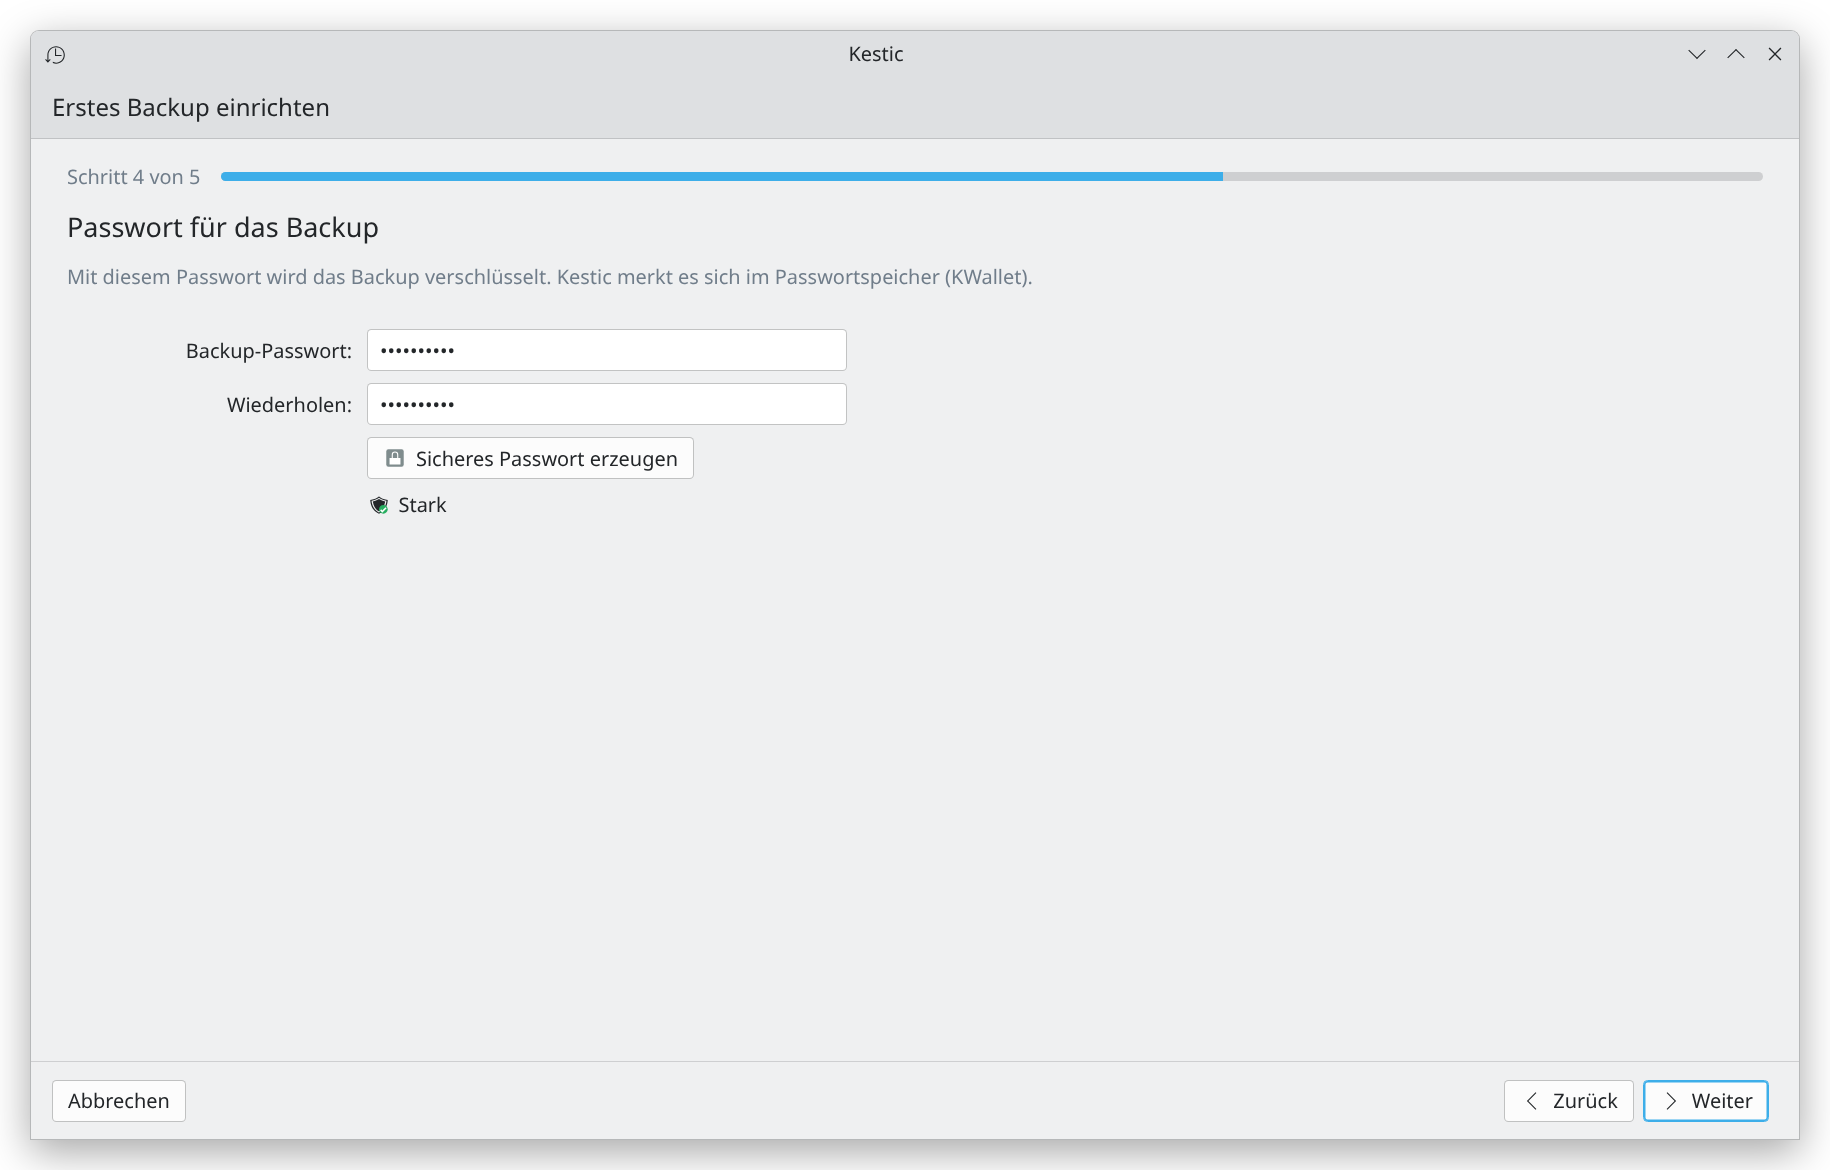 Kestic
Erstes Backup einrichten
Schritt 4 von 5
Passwort für das Backup
Mit diesem Passwort wird das Backup verschlüsselt. Kestic merkt es sich im Passwortspeicher (KWallet).
Backup-Passwort: ••••••••••
Wiederholen: ••••••••••
Sicheres Passwort erzeugen
Stark
Abbrechen
Zurück
Weiter